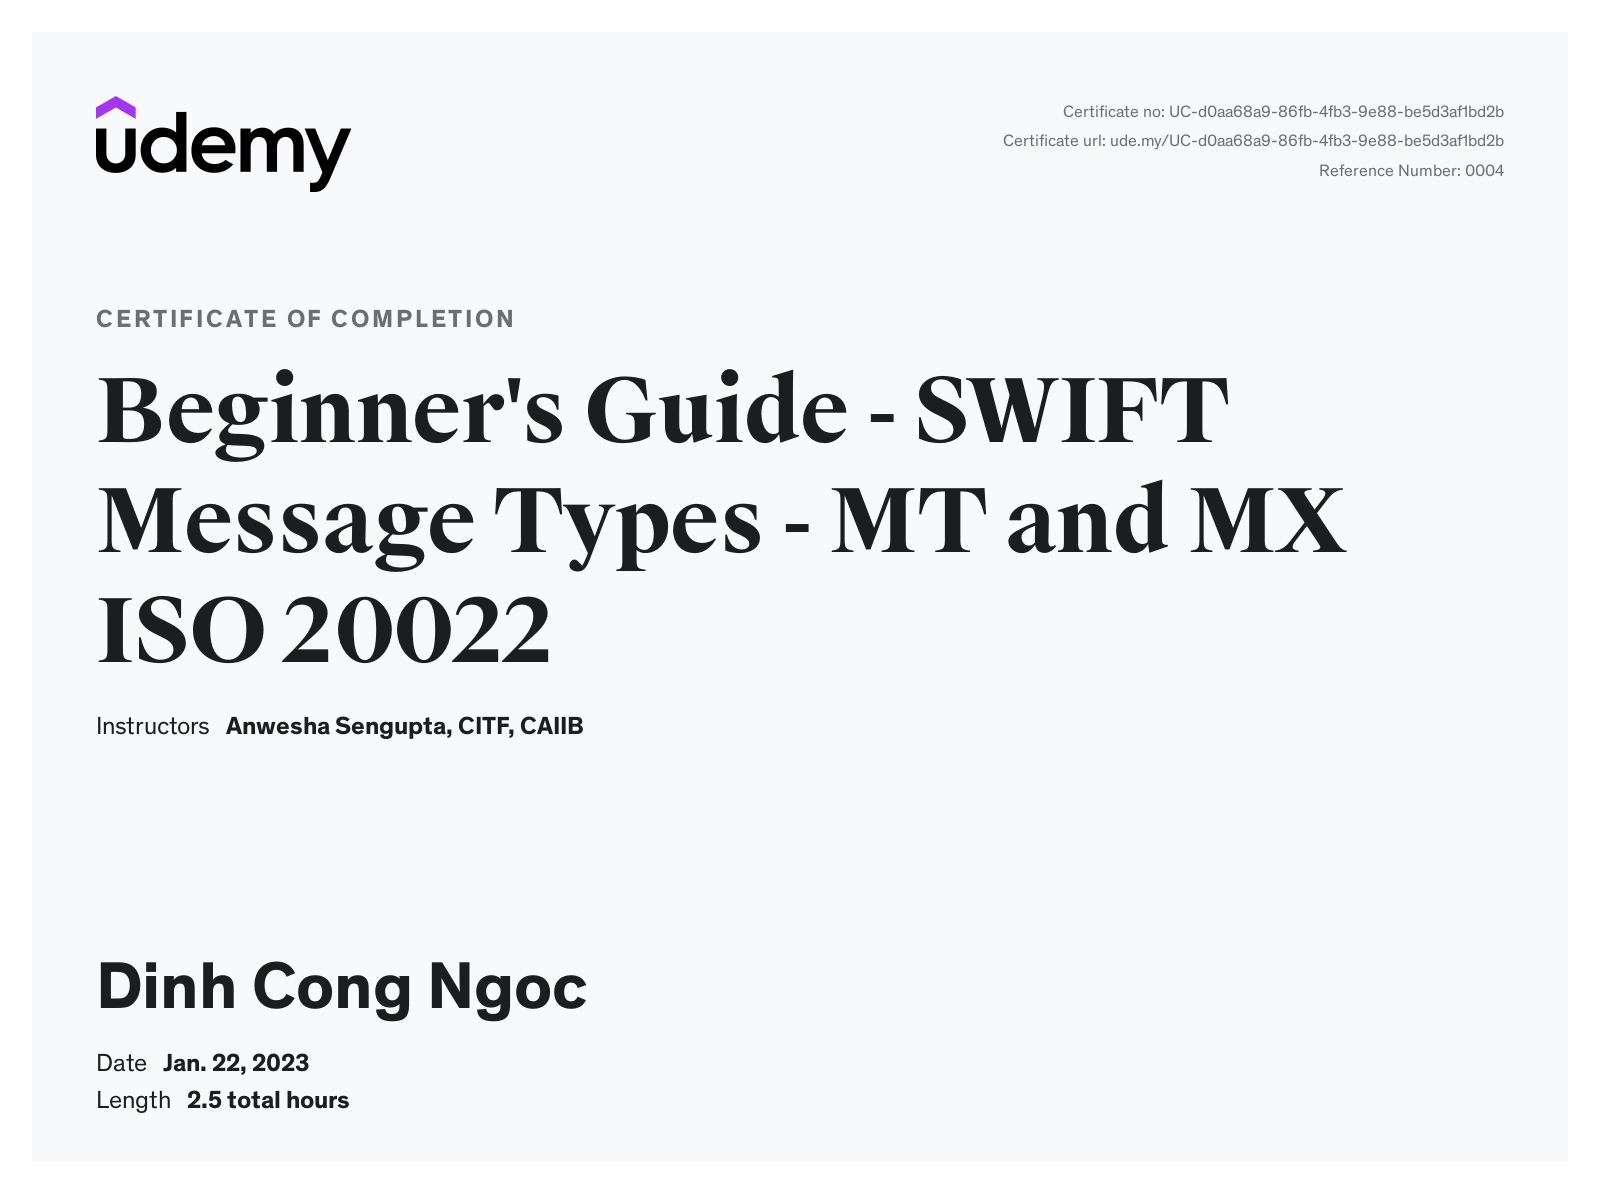 udemy
Certificate no: UC-d0aa68a9-86fb-4fb3-9e88-be5d3af1bd2b
Certificate url: ude.my/UC-d0aa68a9-86fb-4fb3-9e88-be5d3af1bd2b
Reference Number: 0004
CERTIFICATE OF COMPLETION
Beginner's Guide - SWIFT
Message Types - MT and MX
ISO 20022
Instructors Anwesha Sengupta, CITF, CAIIB
Dinh Cong Ngoc
Date Jan. 22, 2023
Length 2.5 total hours